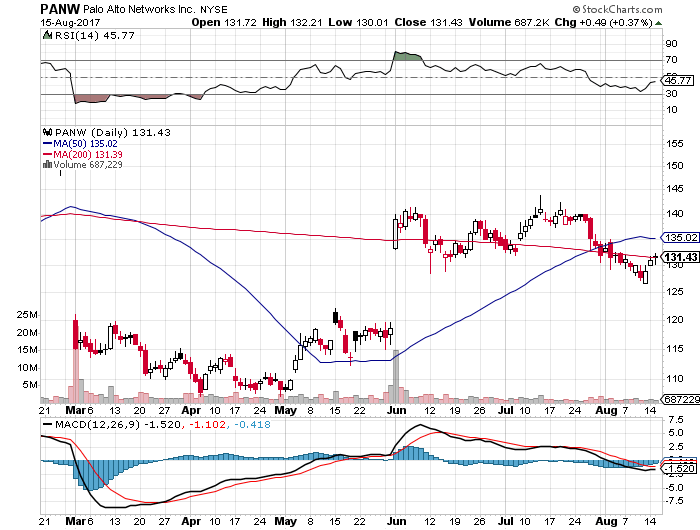 PANW Palo Alto Networks Inc. NYSE © StockCharts.com
15-Aug-2017 Open 131.72 High 132.21 Low 130.01 Close 131.43 Volume 687.2K Chg +0.49 (+0.37%)
RSI(14) 45.77
90
70
50
45.77
30
10
PANW (Daily) 131.43
MA(50) 135.02
MA(200) 131.39
Volume 687,229
155
150
145
140
135.02
131.43
130
125
120
115
110
25M
20M
15M
10M
5M
687229
21 Mar 6 13 20 27 Apr 10 17 24 May 8 15 22 Jun 12 19 26 Jul 10 17 24 Aug 7 14
MACD(12,26,9) -1.520, -1.102, -0.418
7.5
5.0
2.5
-1.520
-5.0
-7.5
21 Mar 6 13 20 27 Apr 10 17 24 May 8 15 22 Jun 12 19 26 Jul 10 17 24 Aug 7 14